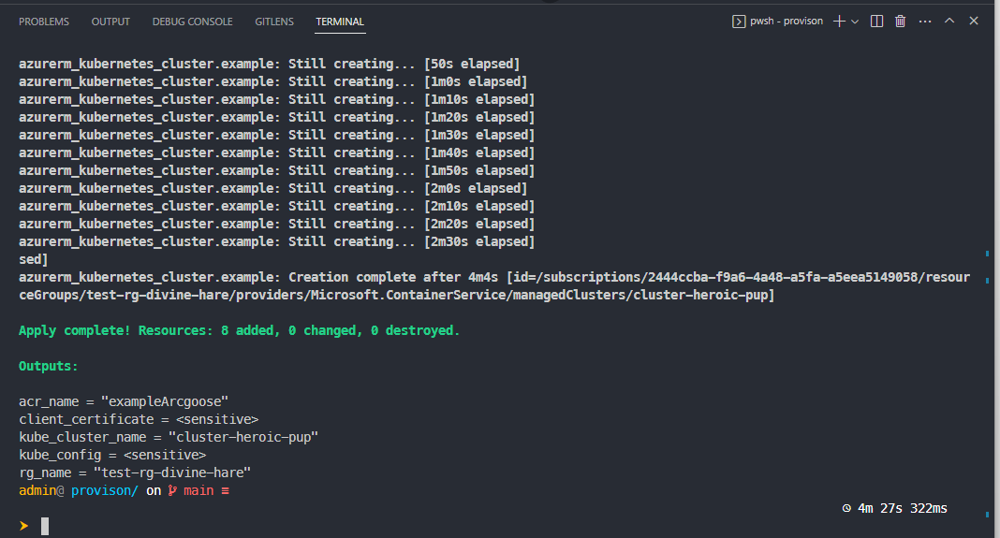 PROBLEMS OUTPUT DEBUG CONSOLE GITLENS TERMINAL pwsh - provison
azurerm_kubernetes_cluster.example: Still creating... [50s elapsed]
azurerm_kubernetes_cluster.example: Still creating... [1m0s elapsed]
azurerm_kubernetes_cluster.example: Still creating... [1m10s elapsed]
azurerm_kubernetes_cluster.example: Still creating... [1m20s elapsed]
azurerm_kubernetes_cluster.example: Still creating... [1m30s elapsed]
azurerm_kubernetes_cluster.example: Still creating... [1m40s elapsed]
azurerm_kubernetes_cluster.example: Still creating... [1m50s elapsed]
azurerm_kubernetes_cluster.example: Still creating... [2m0s elapsed]
azurerm_kubernetes_cluster.example: Still creating... [2m10s elapsed]
azurerm_kubernetes_cluster.example: Still creating... [2m20s elapsed]
azurerm_kubernetes_cluster.example: Still creating... [2m30s elapsed]
sed]
azurerm_kubernetes_cluster.example: Creation complete after 4m4s [id=/subscriptions/2444ccba-f9a6-4a48-a5fa-a5eea5149058/resour
ceGroups/test-rg-divine-hare/providers/Microsoft.ContainerService/managedClusters/cluster-heroic-pup]
Apply complete! Resources: 8 added, 0 changed, 0 destroyed.
Outputs:
acr_name = "exampleArcgoose"
client_certificate = <sensitive>
kube_cluster_name = "cluster-heroic-pup"
kube_config = <sensitive>
rg_name = "test-rg-divine-hare"
admin@ provison/ on main ≡
4m 27s 322ms